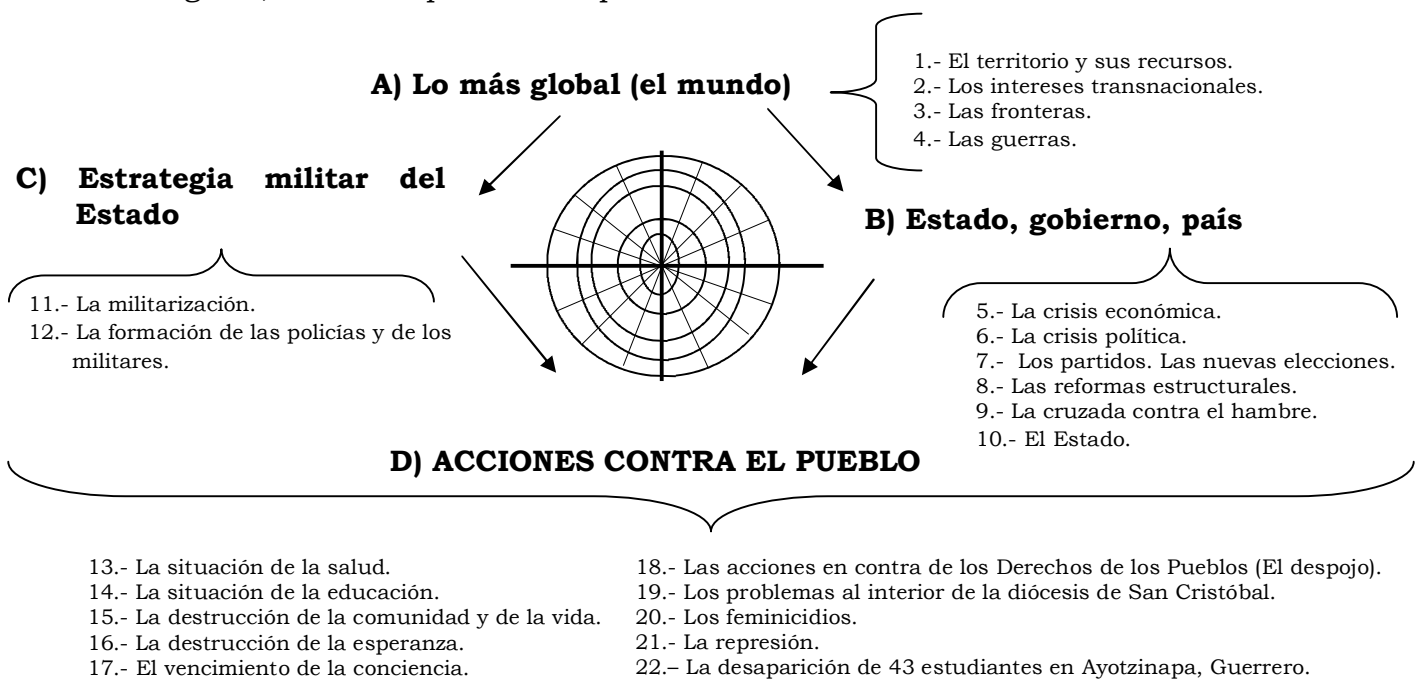 A) Lo más global (el mundo)
1.- El territorio y sus recursos.
2.- Los intereses transnacionales.
3.- Las fronteras.
4.- Las guerras.
C) Estrategia militar del
Estado
B) Estado, gobierno, país
11.- La militarización.
12.- La formación de las policías y de los
militares.
5.- La crisis económica.
6.- La crisis política.
7.- Los partidos. Las nuevas elecciones.
8.- Las reformas estructurales.
9.- La cruzada contra el hambre.
10.- El Estado.
D) ACCIONES CONTRA EL PUEBLO
13.- La situación de la salud.
14.- La situación de la educación.
15.- La destrucción de la comunidad y de la vida.
16.- La destrucción de la esperanza.
17.- El vencimiento de la conciencia.
18.- Las acciones en contra de los Derechos de los Pueblos (El despojo).
19.- Los problemas al interior de la diócesis de San Cristóbal.
20.- Los feminicidios.
21.- La represión.
22.– La desaparición de 43 estudiantes en Ayotzinapa, Guerrero.